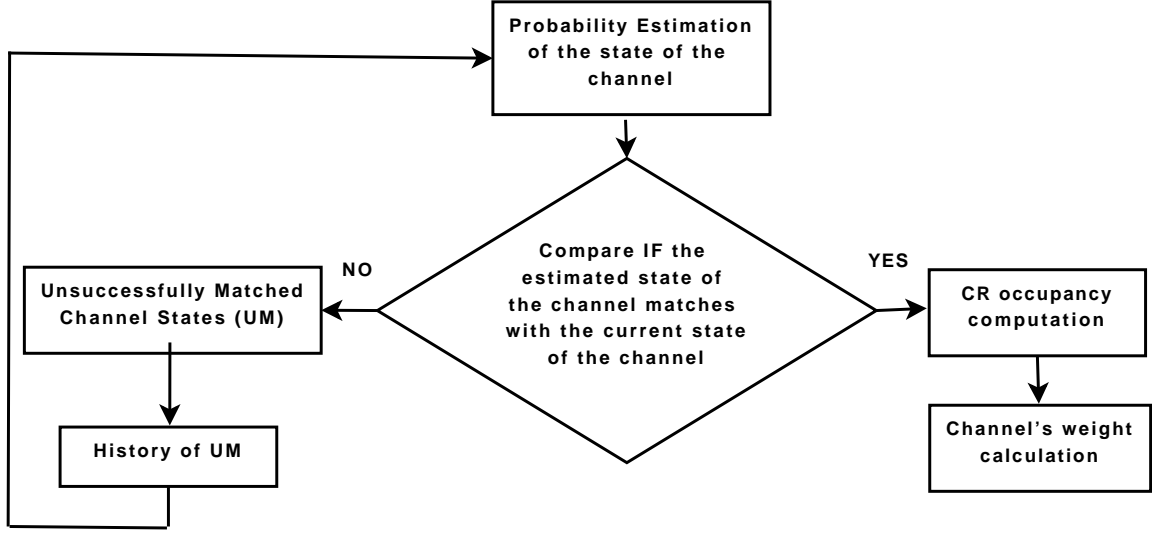 Probability Estimation
of the state of the
channel
Compare IF the
estimated state of
the channel matches
with the current state
of the channel
NO
YES
Unsuccessfully Matched
Channel States (UM)
History of UM
CR occupancy
computation
Channel's weight
calculation